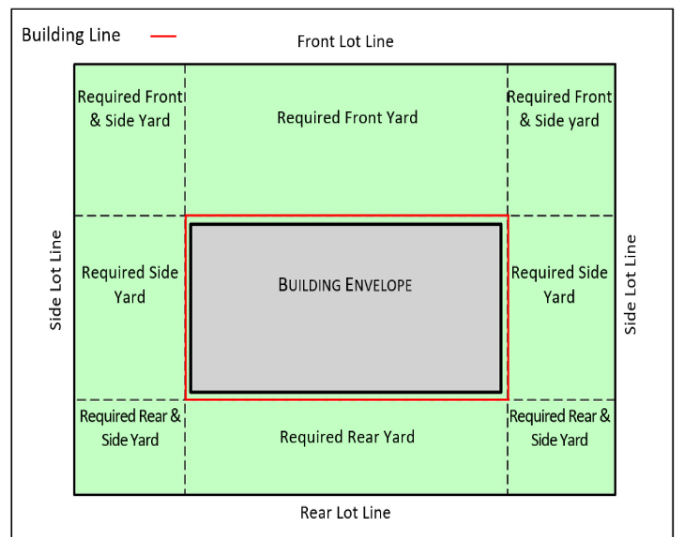 Building Line
Front Lot Line
Required Front
& Side Yard
Required Front Yard
Required Front
& Side yard
Side Lot Line
Required Side
Yard
BUILDING ENVELOPE
Required Side
Yard
Side Lot Line
Required Rear &
Side Yard
Required Rear Yard
Required Rear &
Side Yard
Rear Lot Line